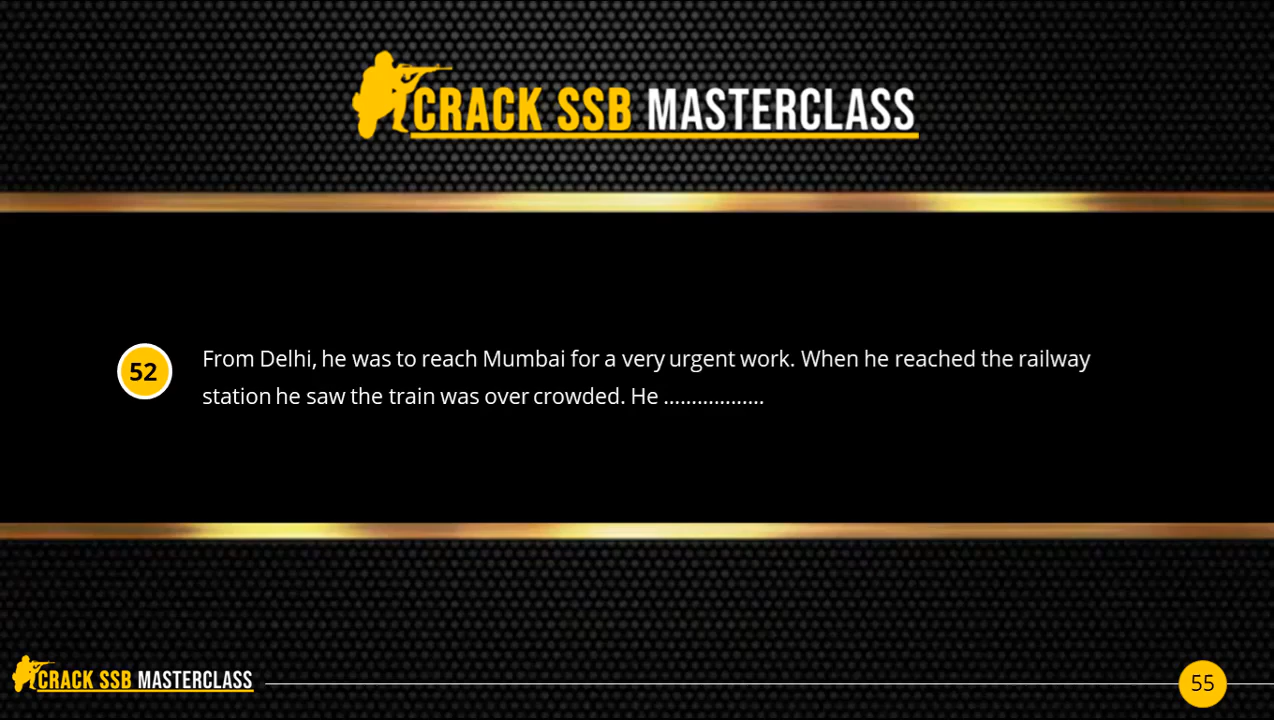 CRACK SSB MASTERCLASS
52
From Delhi, he was to reach Mumbai for a very urgent work. When he reached the railway
station he saw the train was over crowded. He ..................
CRACK SSB MASTERCLASS
55